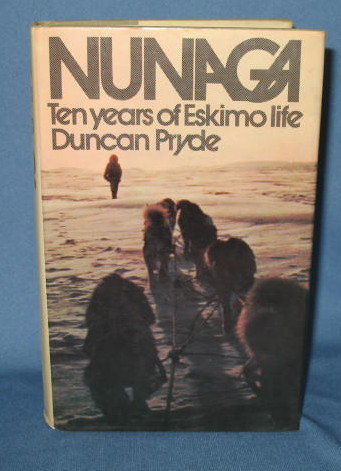 NUNAGA
Ten years of Eskimo life
Duncan Pryde